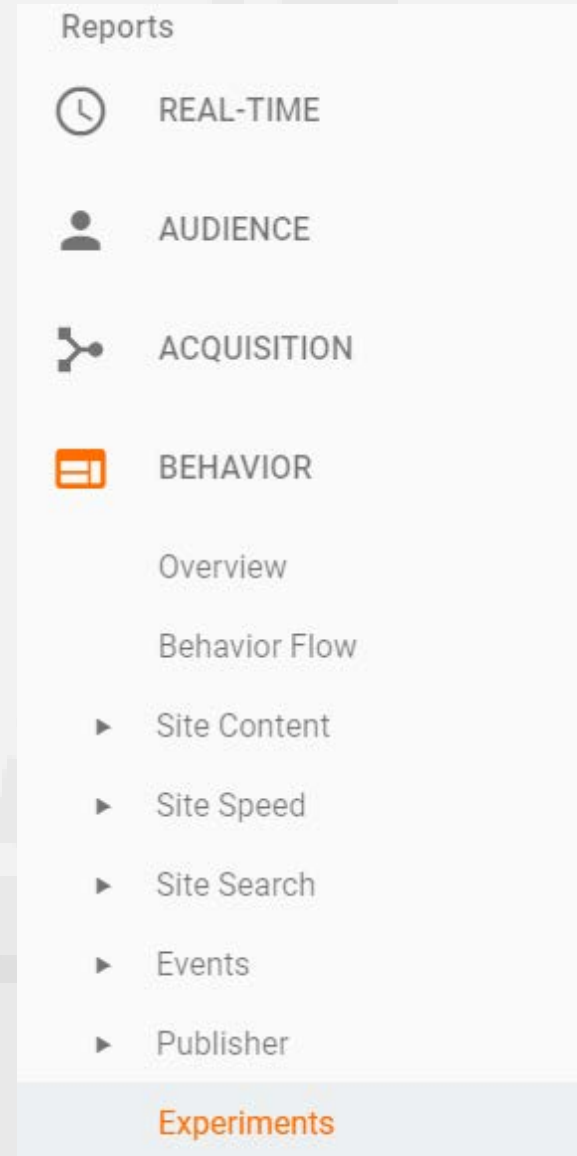 Reports
REAL-TIME
AUDIENCE
ACQUISITION
BEHAVIOR
Overview
Behavior Flow
Site Content
Site Speed
Site Search
Events
Publisher
Experiments